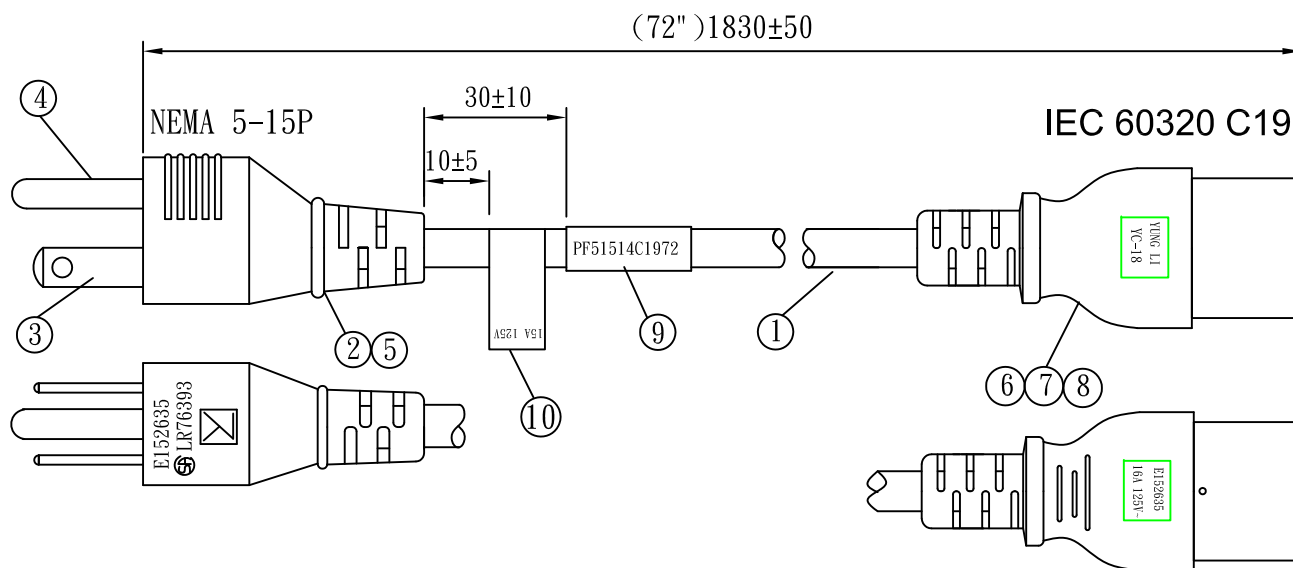 (72")1830±50
30±10
10±5
NEMA 5-15P
IEC 60320 C19
4
3
2 5
15A 125V
10
PF51514C1972
9
1
YUNG LI
YC-18
6 7 8
E152635
LR76393
E152635
16A 125V~